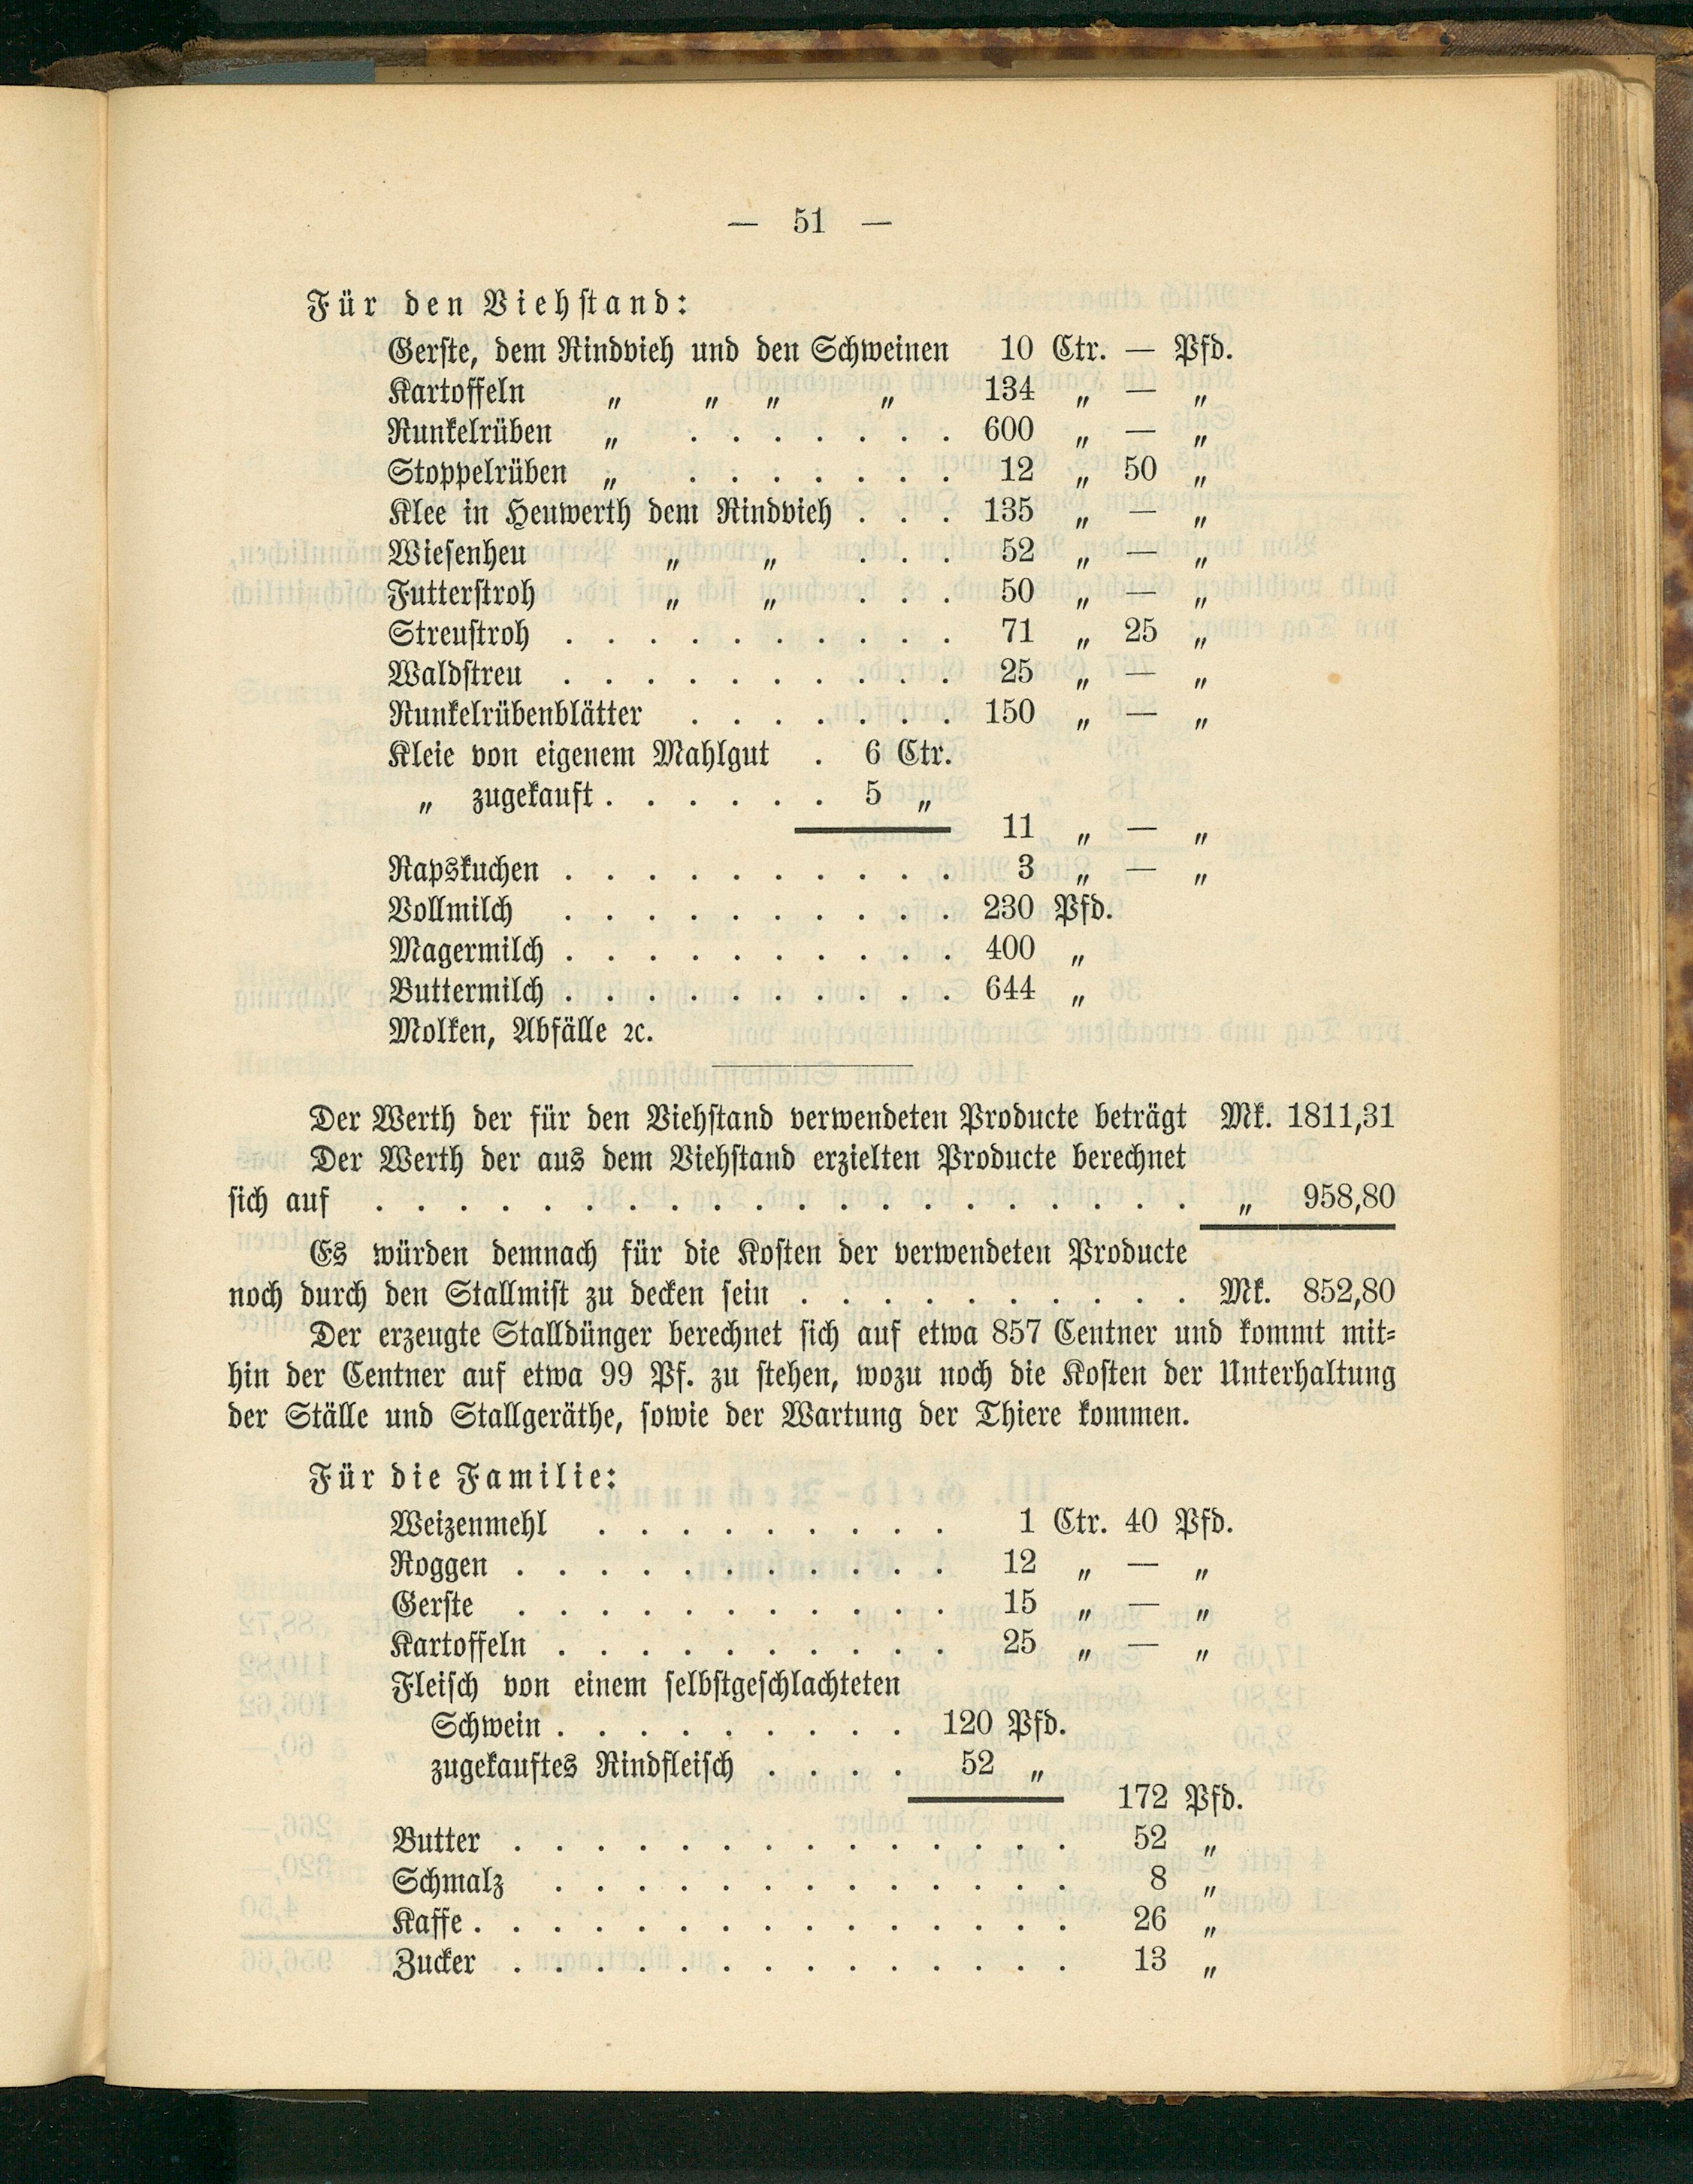 — 51 —
Für den Viehstand:
Gerste, dem Rindvieh und den Schweinen 10 Ctr. — Pfd.
Kartoffeln „ „ „ „ 134 „ — „
Runkelrüben „ . . . . . . . 600 „ — „
Stoppelrüben „ . . . . . . . 12 „ 50 „
Klee in Heuwerth dem Rindvieh . . . 135 „ — „
Wiesenheu „ „ . . . 52 „ — „
Futterstroh „ „ . . . 50 „ — „
Streustroh . . . . . . . . . . 71 „ 25 „
Waldstreu . . . . . . . . . . 25 „ — „
Runkelrübenblätter . . . . . . . 150 „ — „
Kleie von eigenem Mahlgut . 6 Ctr.
„ zugekauft . . . . . . 5 „
11 „ — „
Rapskuchen . . . . . . . . . . 3 „ — „
Vollmilch . . . . . . . . . . 230 Pfd.
Magermilch . . . . . . . . . . 400 „
Buttermilch . . . . . . . . . . 644 „
Molken, Abfälle ꝛc.
Der Werth der für den Viehstand verwendeten Producte beträgt Mk. 1811,31
Der Werth der aus dem Viehstand erzielten Producte berechnet
sich auf . . . . . . . . . . . . . . . . . . . . „ 958,80
Es würden demnach für die Kosten der verwendeten Producte
noch durch den Stallmist zu decken sein . . . . . . . . . . Mk. 852,80
Der erzeugte Stalldünger berechnet sich auf etwa 857 Centner und kommt mit-
hin der Centner auf etwa 99 Pf. zu stehen, wozu noch die Kosten der Unterhaltung
der Ställe und Stallgeräthe, sowie der Wartung der Thiere kommen.
Für die Familie:
Weizenmehl . . . . . . . . . 1 Ctr. 40 Pfd.
Roggen . . . . . . . . . . . 12 „ — „
Gerste . . . . . . . . . . . 15 „ — „
Kartoffeln . . . . . . . . . . 25 „ — „
Fleisch von einem selbstgeschlachteten
Schwein . . . . . . . . . 120 Pfd.
zugekauftes Rindfleisch . . . . 52 „
172 Pfd.
Butter . . . . . . . . . . . . . . 52 „
Schmalz . . . . . . . . . . . . . 8 „
Kaffe . . . . . . . . . . . . . . . 26 „
Zucker . . . . . . . . . . . . . . 13 „